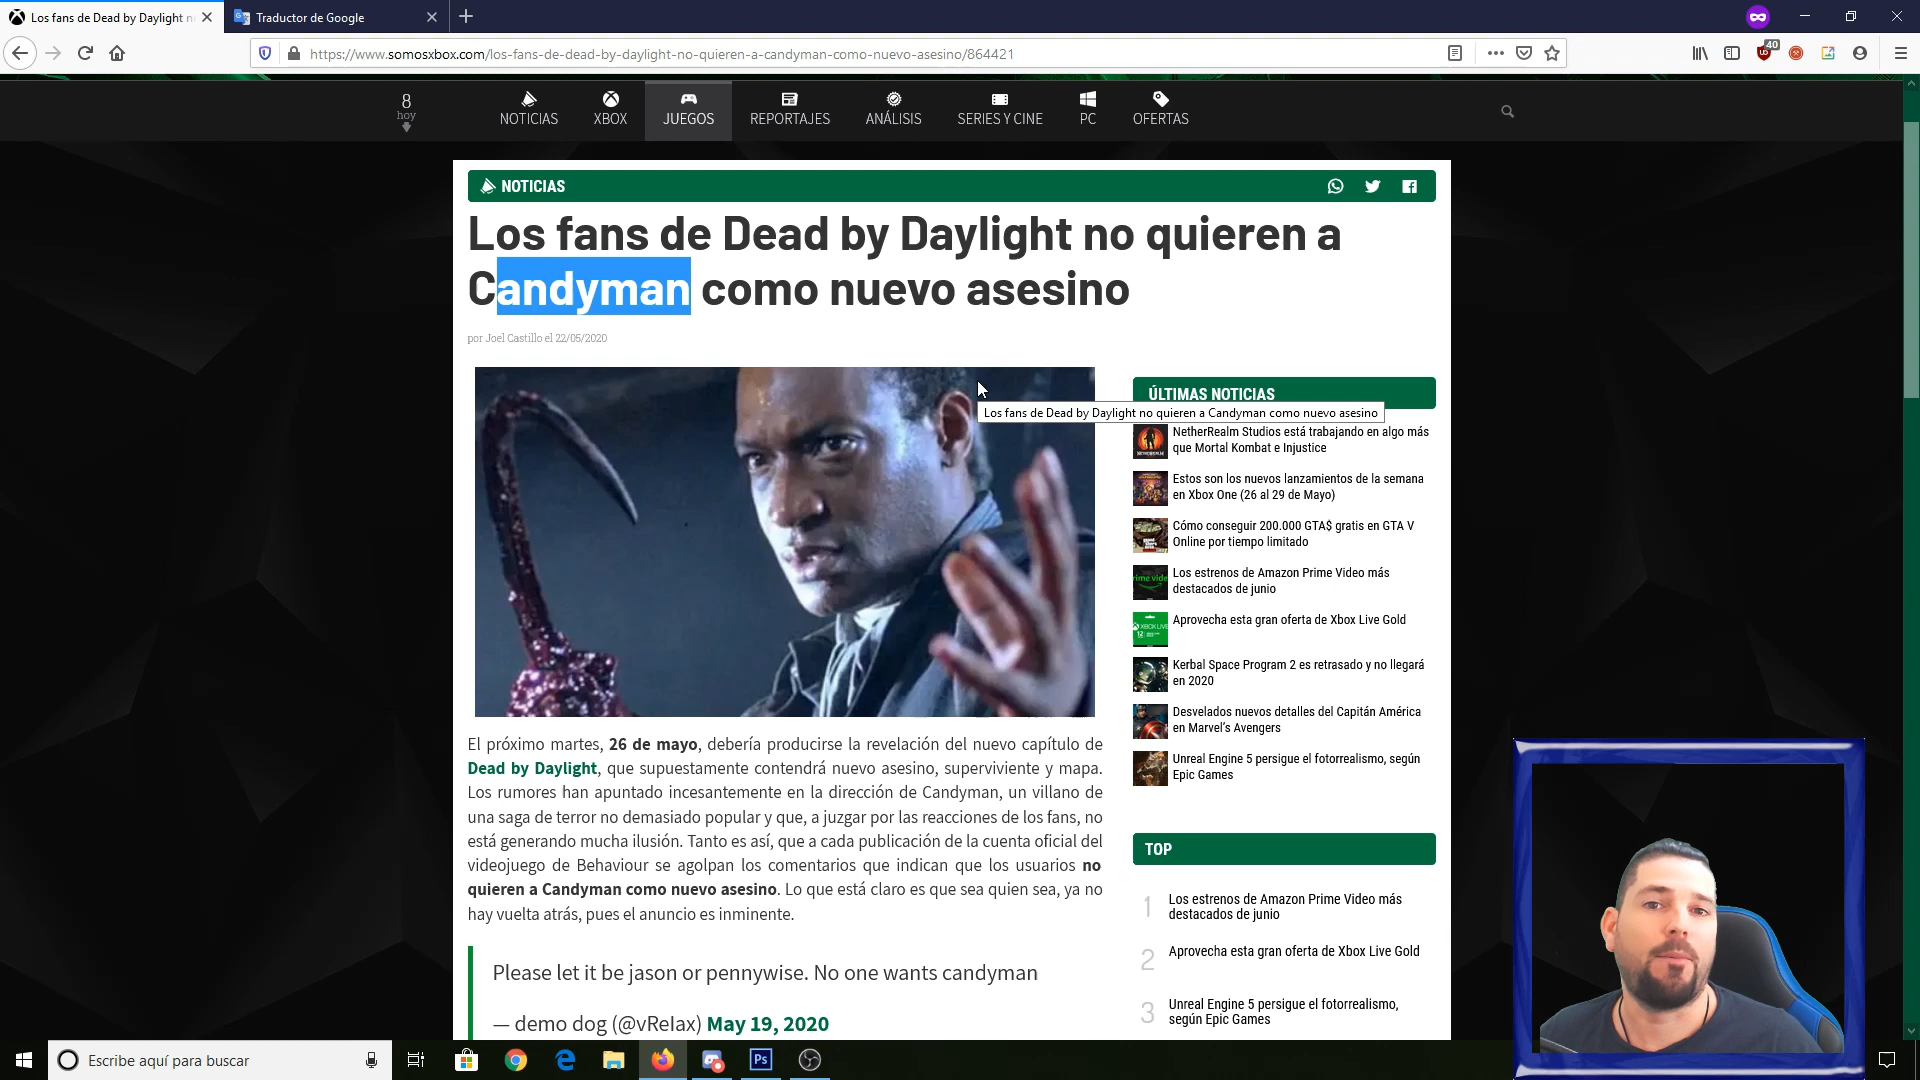 Los fans de Dead by Daylight n
Traductor de Google
https://www.somosxbox.com/los-fans-de-dead-by-daylight-no-quieren-a-candyman-como-nuevo-asesino/864421
40
8
hoy
NOTICIAS
XBOX
JUEGOS
REPORTAJES
ANÁLISIS
SERIES Y CINE
PC
OFERTAS
NOTICIAS
Los fans de Dead by Daylight no quieren a
Candyman como nuevo asesino
por Joel Castillo el 22/05/2020
Los fans de Dead by Daylight no quieren a Candyman como nuevo asesino
El próximo martes, 26 de mayo, debería producirse la revelación del nuevo capítulo de
Dead by Daylight, que supuestamente contendrá nuevo asesino, superviviente y mapa.
Los rumores han apuntado incesantemente en la dirección de Candyman, un villano de
una saga de terror no demasiado popular y que, a juzgar por las reacciones de los fans, no
está generando mucha ilusión. Tanto es así, que a cada publicación de la cuenta oficial del
videojuego de Behaviour se agolpan los comentarios que indican que los usuarios no
quieren a Candyman como nuevo asesino. Lo que está claro es que sea quien sea, ya no
hay vuelta atrás, pues el anuncio es inminente.
Please let it be jason or pennywise. No one wants candyman
— demo dog (@vRelax) May 19, 2020
ÚLTIMAS NOTICIAS
NetherRealm Studios está trabajando en algo más
que Mortal Kombat e Injustice
Estos son los nuevos lanzamientos de la semana
en Xbox One (26 al 29 de Mayo)
Cómo conseguir 200.000 GTA$ gratis en GTA V
Online por tiempo limitado
Los estrenos de Amazon Prime Video más
destacados de junio
Aprovecha esta gran oferta de Xbox Live Gold
Kerbal Space Program 2 es retrasado y no llegará
en 2020
Desvelados nuevos detalles del Capitán América
en Marvel's Avengers
Unreal Engine 5 persigue el fotorrealismo, según
Epic Games
TOP
1
Los estrenos de Amazon Prime Video más
destacados de junio
2
Aprovecha esta gran oferta de Xbox Live Gold
3
Unreal Engine 5 persigue el fotorrealismo,
según Epic Games
Escribe aquí para buscar
Ps